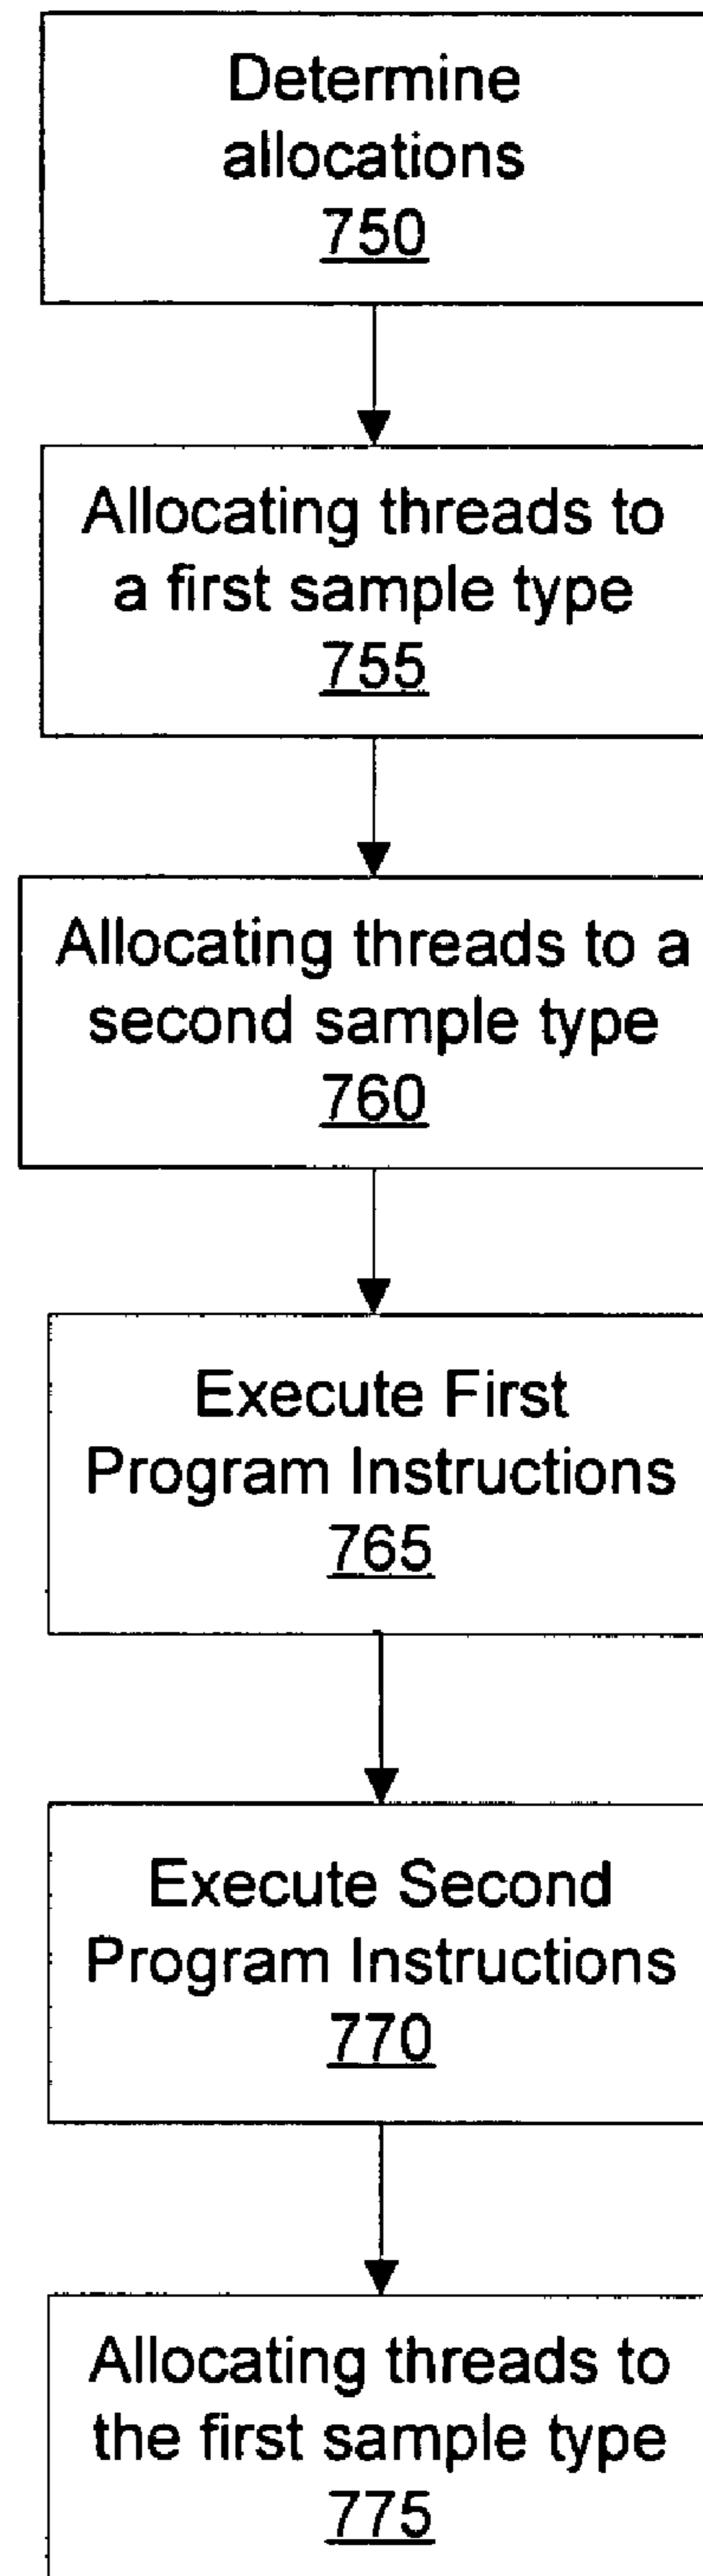 Determine
allocations
750
Allocating threads to
a first sample type
755
Allocating threads to a
second sample type
760
Execute First
Program Instructions
765
Execute Second
Program Instructions
770
Allocating threads to
the first sample type
775